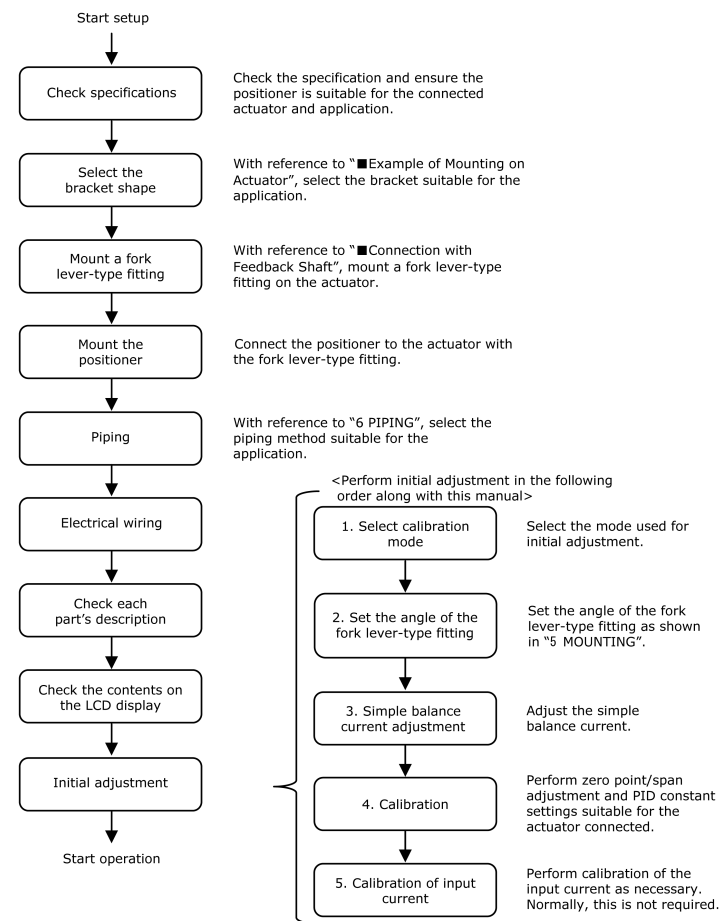 Start setup
Check specifications
Check the specification and ensure the
positioner is suitable for the connected
actuator and application.
Select the
bracket shape
With reference to “■Example of Mounting on
Actuator”, select the bracket suitable for the
application.
Mount a fork
lever-type fitting
With reference to “■Connection with
Feedback Shaft”, mount a fork lever-type
fitting on the actuator.
Mount the
positioner
Connect the positioner to the actuator with
the fork lever-type fitting.
Piping
With reference to “6 PIPING”, select the
piping method suitable for the
application.
Electrical wiring
Check each
part’s description
Check the contents on
the LCD display
Initial adjustment
Start operation
<Perform initial adjustment in the following
order along with this manual>
1. Select calibration
mode
Select the mode used for
initial adjustment.
2. Set the angle of the
fork lever-type fitting
Set the angle of the fork
lever-type fitting as shown
in “5 MOUNTING”.
3. Simple balance
current adjustment
Adjust the simple
balance current.
4. Calibration
Perform zero point/span
adjustment and PID constant
settings suitable for the
actuator connected.
5. Calibration of input
current
Perform calibration of the
input current as necessary.
Normally, this is not required.